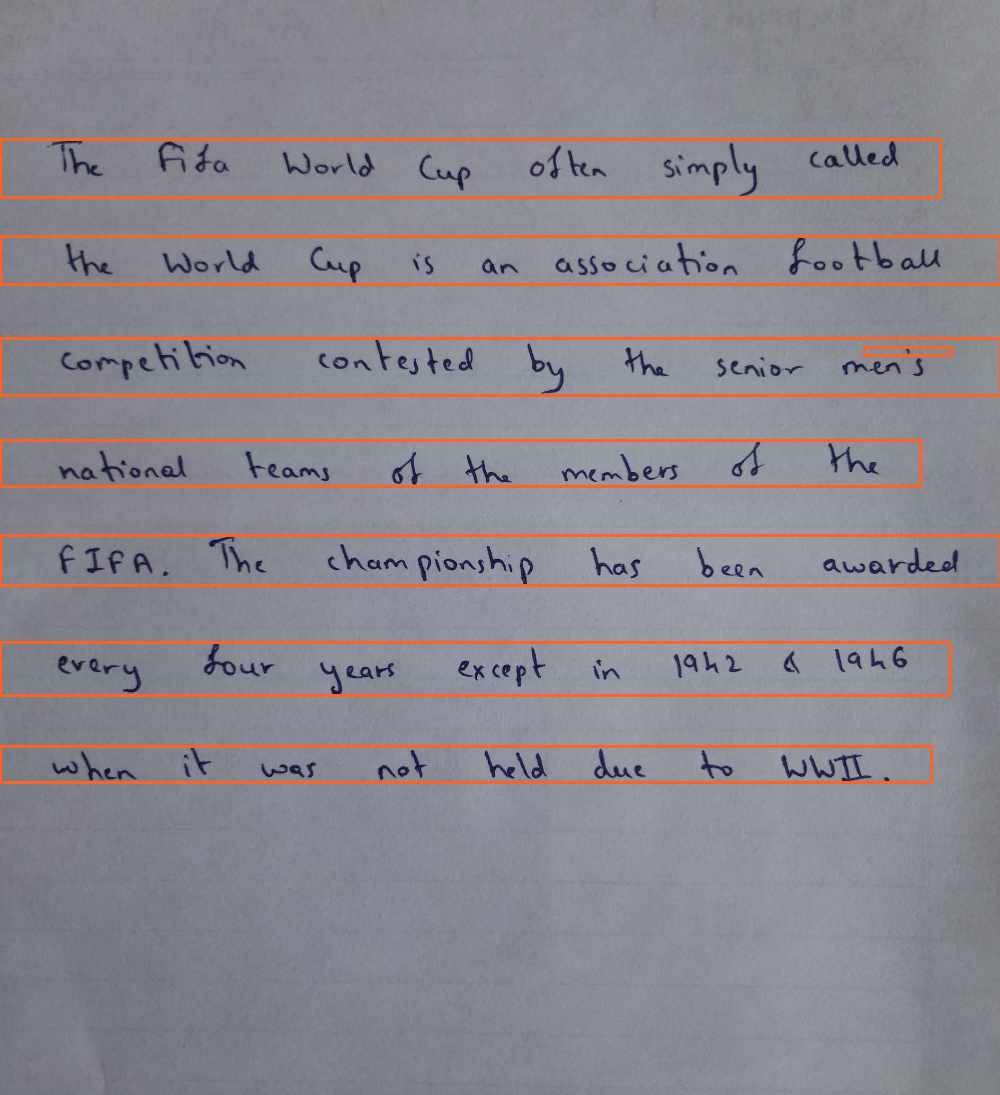 The Fifa World Cup often simply called
the World Cup is an association football
competition contested by the senior men's
national teams of the members of the
FIFA. The championship has been awarded
every four years except in 1942 & 1946
when it was not held due to WWII.